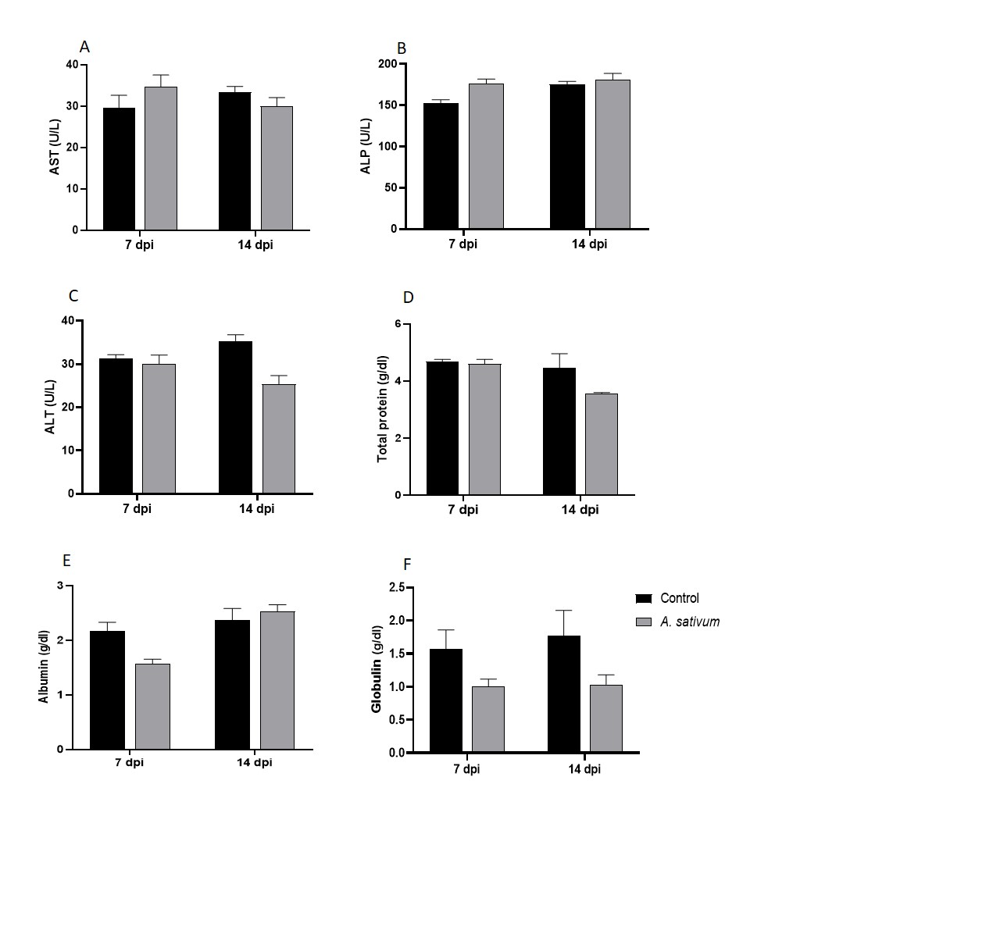 A
40
30
20
10
0
AST (U/L)
7 dpi
14 dpi
B
200
150
100
50
0
ALP (U/L)
7 dpi
14 dpi
C
40
30
20
10
0
ALT (U/L)
7 dpi
14 dpi
D
6
4
2
0
Total protein (g/dl)
7 dpi
14 dpi
E
3
2
1
0
Albumin (g/dl)
7 dpi
14 dpi
F
2.5
2.0
1.5
1.0
0.5
0.0
Globulin (g/dl)
7 dpi
14 dpi
Control
A. sativum